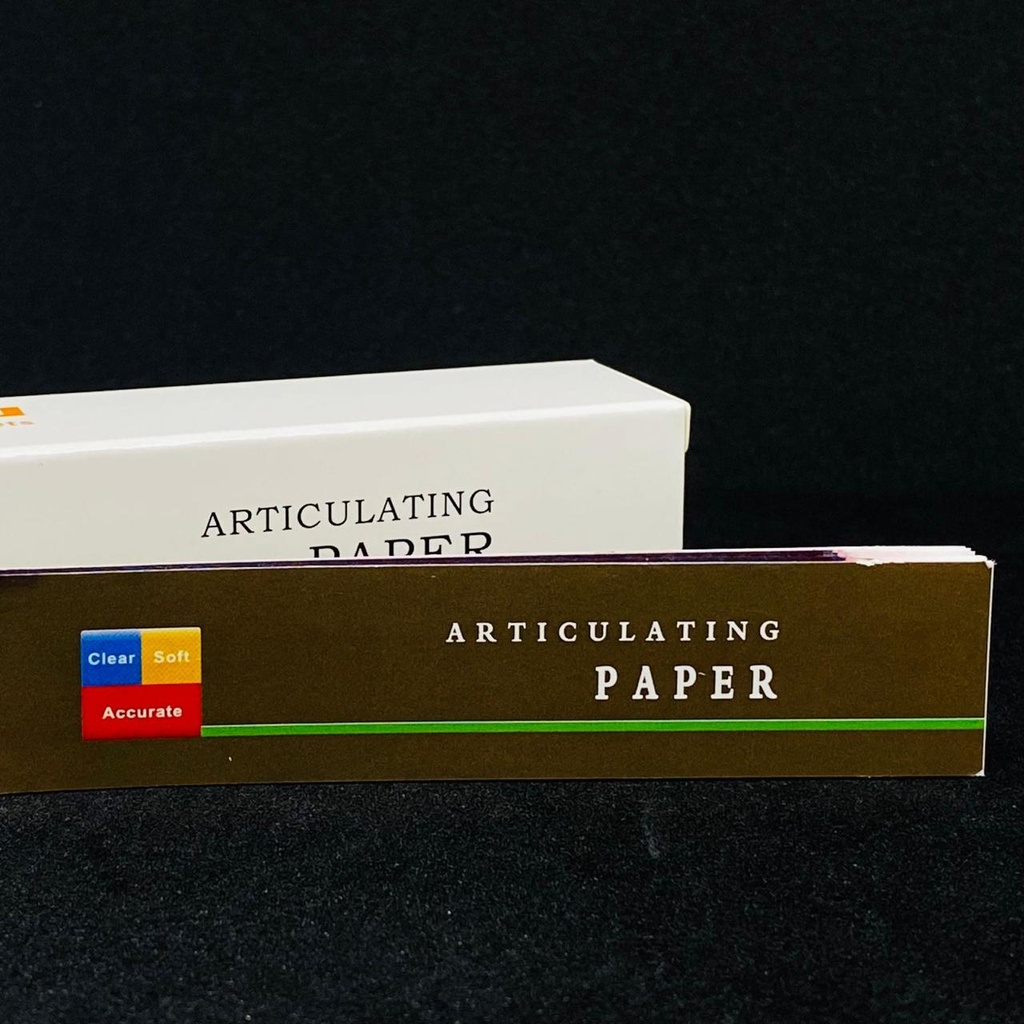 ARTICULATING
PAPER
Clear Soft
Accurate
ARTICULATING
PAPER